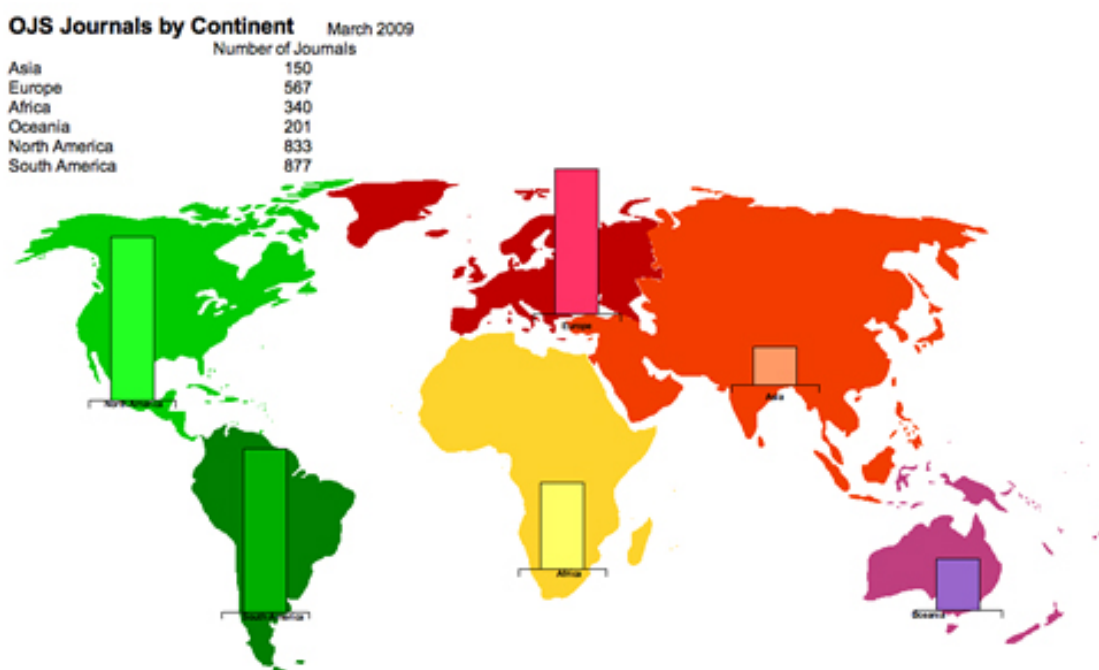 OJS Journals by Continent March 2009
Number of Journals
Asia 150
Europe 567
Africa 340
Oceania 201
North America 833
South America 877
Europe
North America
Asia
Africa
Oceania
South America